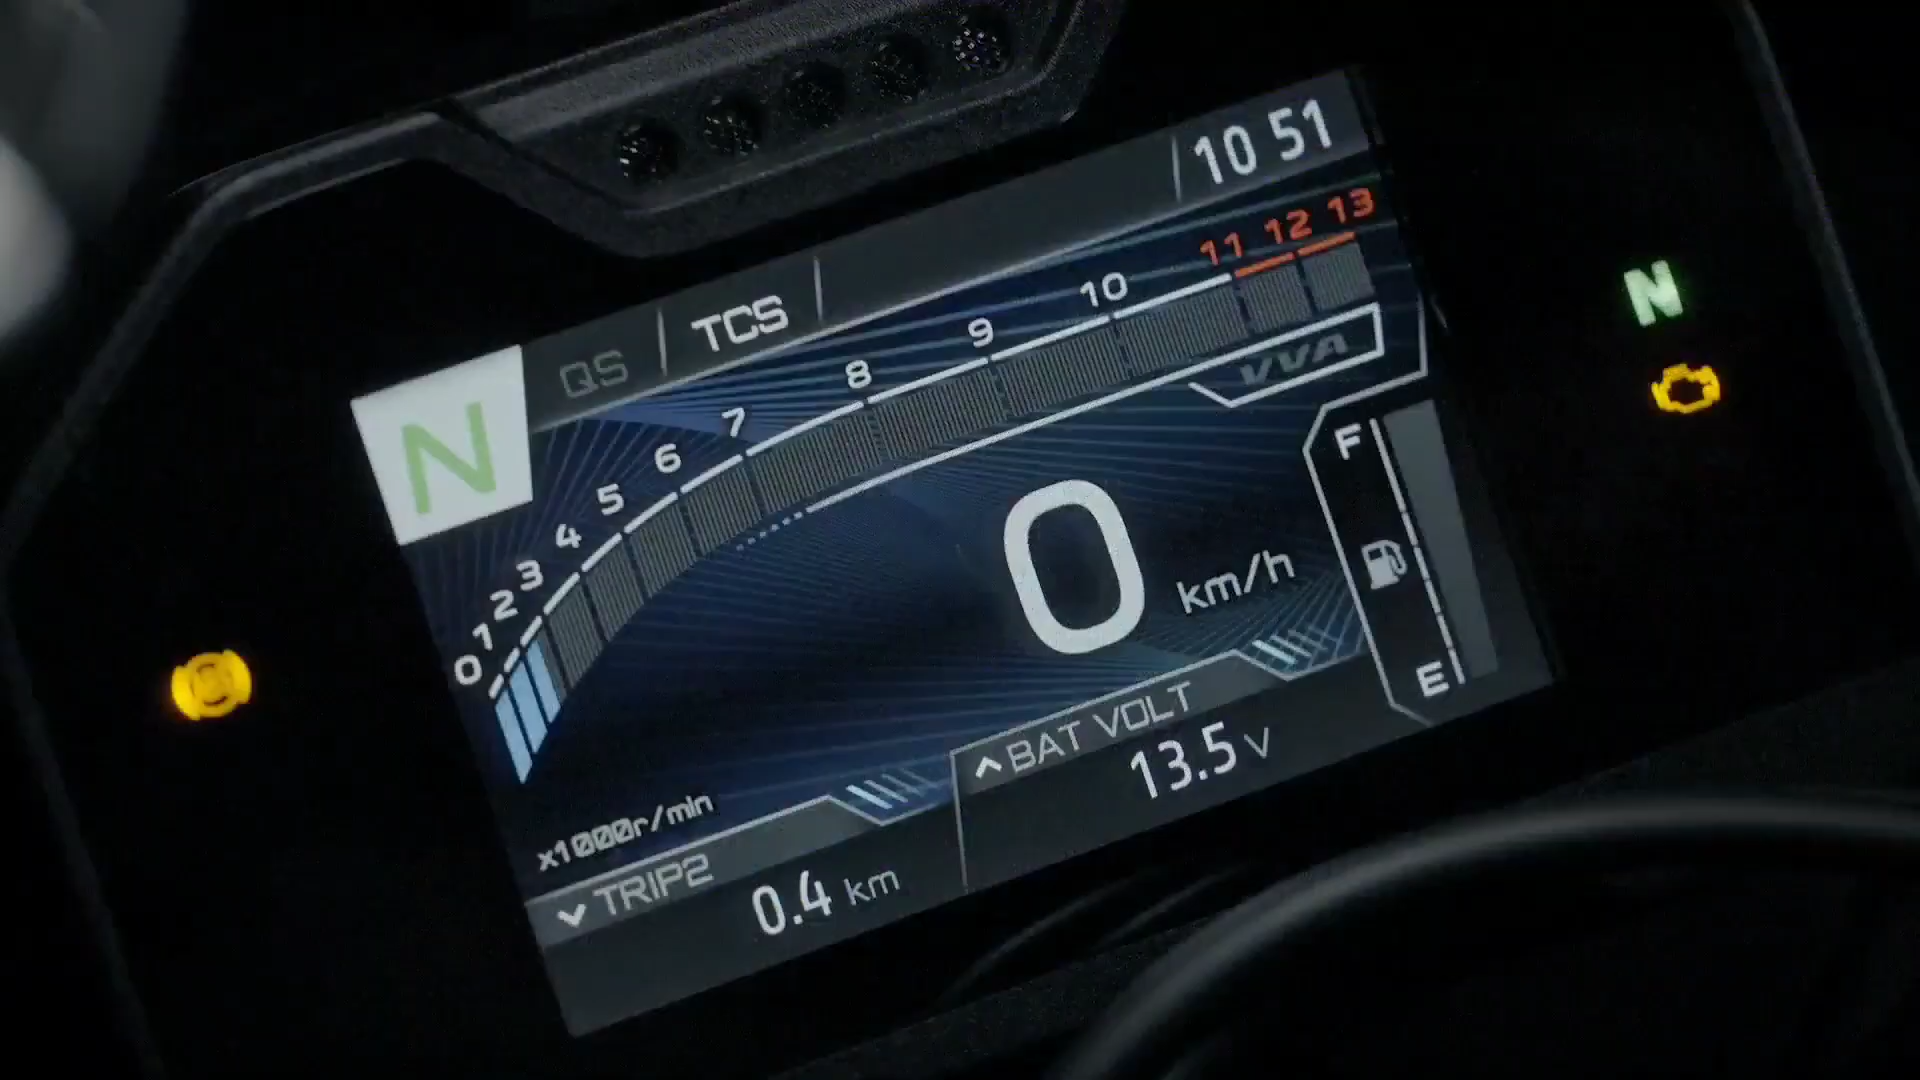 10 51
N
QS
TCS
0 1 2 3 4 5 6 7 8 9 10 11 12 13
VVA
N
F
0 km/h
E
x1000r/min
BAT VOLT
13.5 V
TRIP2
0.4 km